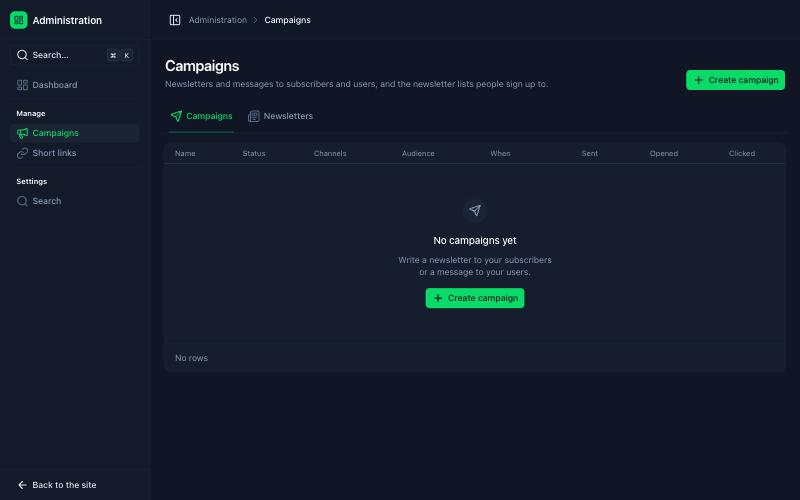 Administration
Administration > Campaigns
Search...
⌘ K
Dashboard
Manage
Campaigns
Short links
Settings
Search
Back to the site
Campaigns
Newsletters and messages to subscribers and users, and the newsletter lists people sign up to.
Create campaign
Campaigns Newsletters
Name Status Channels Audience When Sent Opened Clicked
No campaigns yet
Write a newsletter to your subscribers
or a message to your users.
Create campaign
No rows